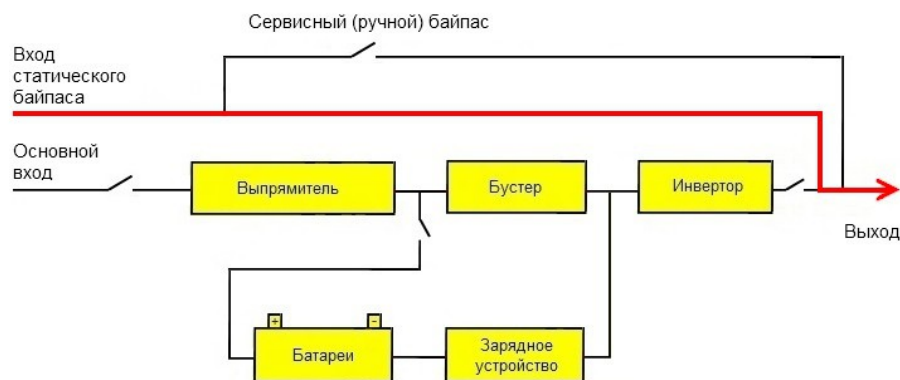 Сервисный (ручной) байпас
Вход
статического
байпаса
Основной
вход
Выпрямитель
Бустер
Инвертор
Выход
+
-
Батареи
Зарядное
устройство